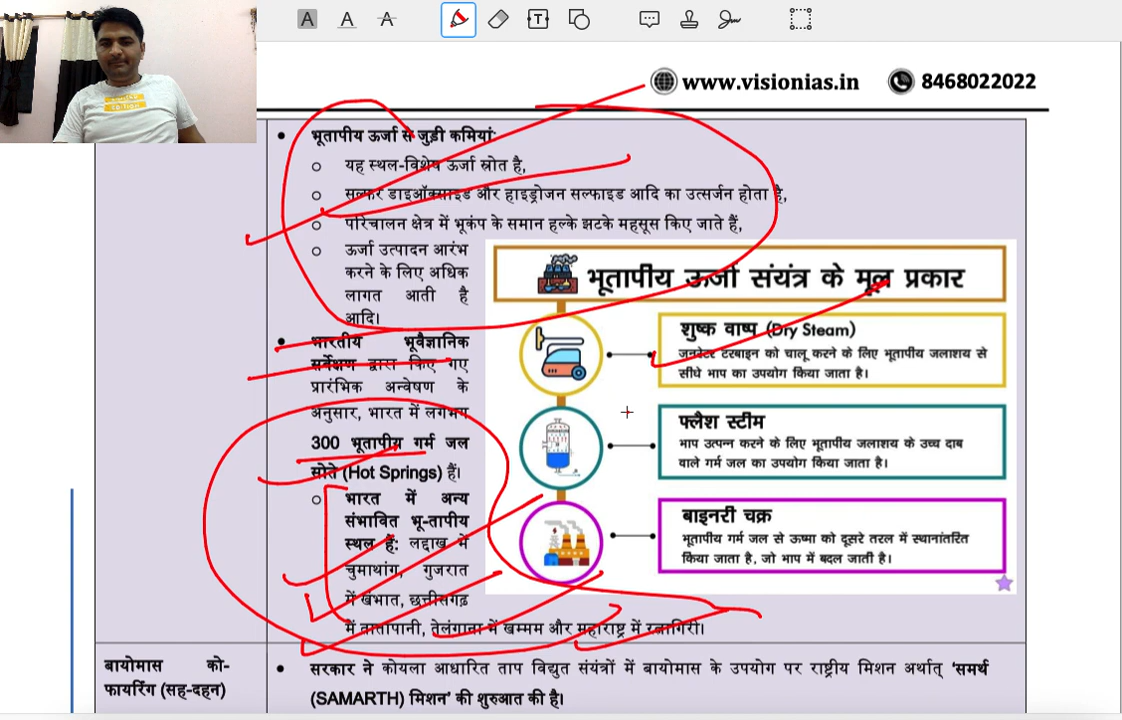 A A A T
www.visionias.in 8468022022
• भूतापीय ऊर्जा से जुड़ी कमियां
o यह स्थल-विशेष ऊर्जा स्रोत है,
o सल्फर डाइऑक्साइड और हाइड्रोजन सल्फाइड आदि का उत्सर्जन होता है,
o परिचालन क्षेत्र में भूकंप के समान हल्के झटके महसूस किए जाते हैं,
o ऊर्जा उत्पादन आरंभ
करने के लिए अधिक
लागत आती है
आदि।
• भारतीय भूवैज्ञानिक
सर्वेक्षण द्वारा किए गए
प्रारंभिक अन्वेषण के
अनुसार, भारत में लगभग
300 भूतापीय गर्म जल
सोते (Hot Springs) हैं।
o भारत में अन्य
संभावित भू-तापीय
स्थल हैं: लद्दाख में
चुमाथांग, गुजरात
में खंभात, छत्तीसगढ़
में तातापानी, तेलंगाना में खम्मम और महाराष्ट्र में रत्नागिरी।
भूतापीय ऊर्जा संयंत्र के मूल प्रकार
शुष्क वाष्प (Dry Steam)
जनरेटर टरबाइन को चालू करने के लिए भूतापीय जलाशय से
सीधे भाप का उपयोग किया जाता है।
फ्लैश स्टीम
भाप उत्पन्न करने के लिए भूतापीय जलाशय के उच्च दाब
वाले गर्म जल का उपयोग किया जाता है।
बाइनरी चक्र
भूतापीय गर्म जल से ऊष्मा को दूसरे तरल में स्थानांतरित
किया जाता है, जो भाप में बदल जाती है।
बायोमास को-
फायरिंग (सह-दहन)
• सरकार ने कोयला आधारित ताप विद्युत संयंत्रों में बायोमास के उपयोग पर राष्ट्रीय मिशन अर्थात् 'समर्थ
(SAMARTH) मिशन' की शुरुआत की है।